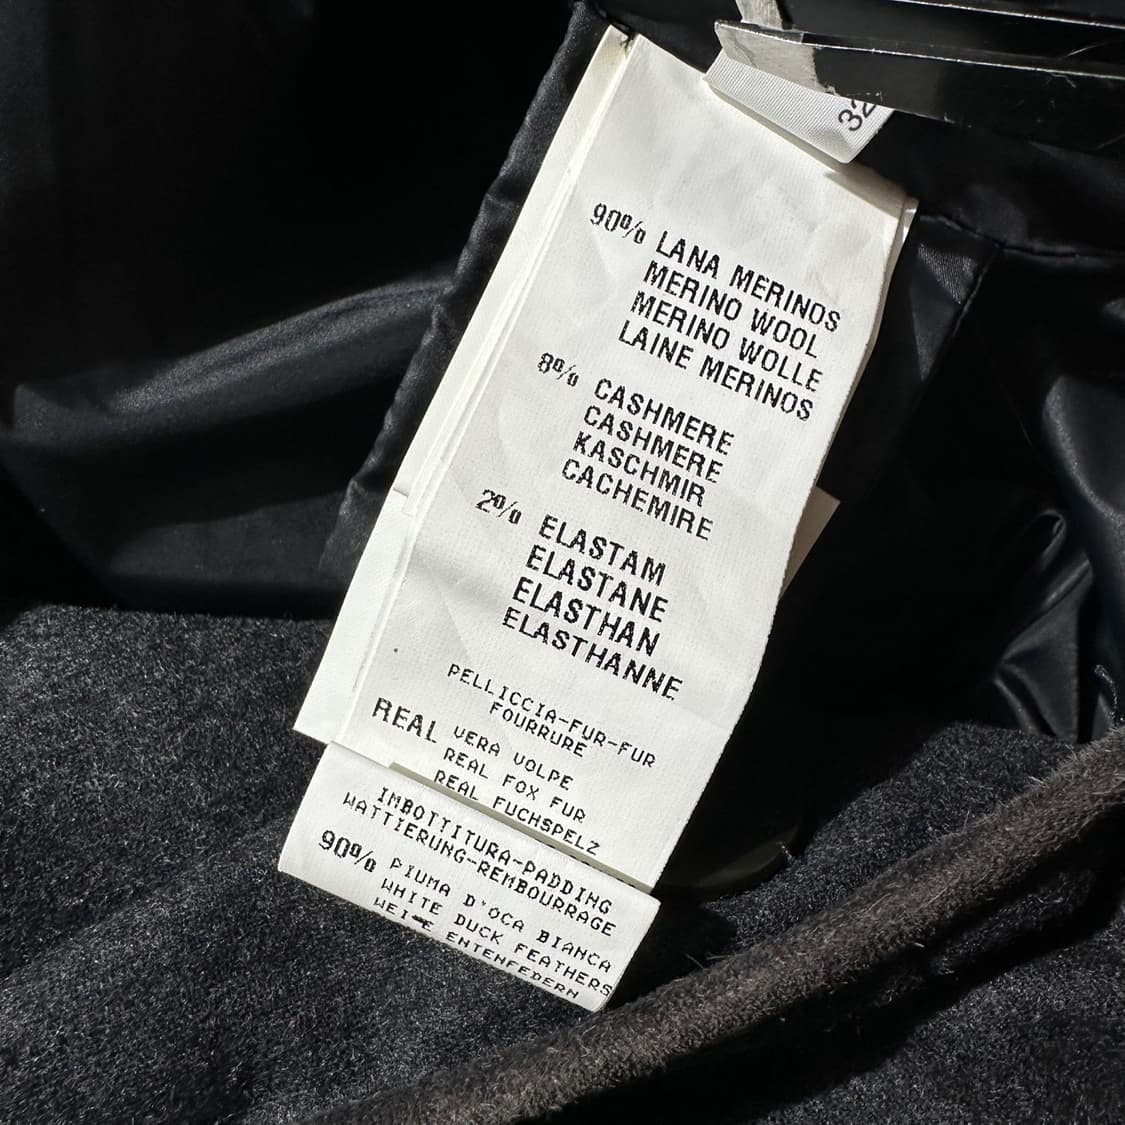 32
90% LANA MERINOS
MERINO WOOL
MERINO WOLLE
LAINE MERINOS
8% CASHMERE
CASHMERE
KASCHMIR
CACHEMIRE
2% ELASTAM
ELASTANE
ELASTHAN
ELASTHANNE
PELLICCIA-FUR-FUR
FOURRURE
REAL VERA VOLPE
REAL FOX FUR
REAL FUCHSPELZ
IMBOTTITURA-PADDING
WATTIERUNG-REMBOURRAGE
90% PIUMA D'OCA BIANCA
WHITE DUCK FEATHERS
ENTENFEDERN